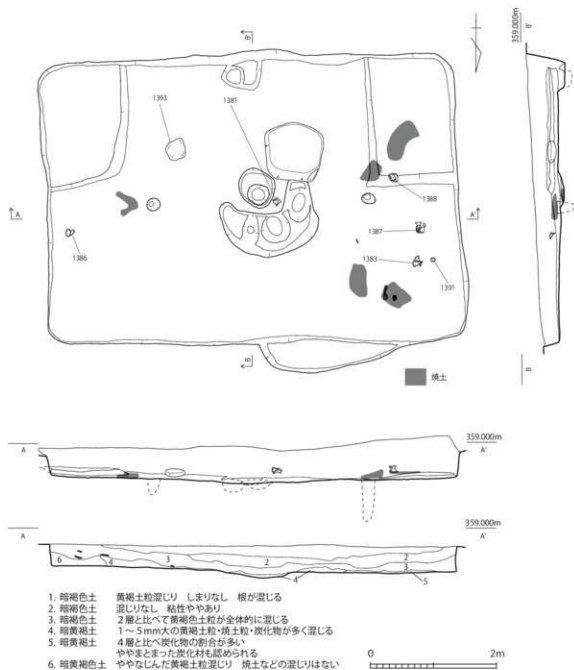 B
359.000m
B'
1393
1381
1388
A
A'
1387
1386
1383
1391
B
B
焼土
A
359.000m
A'
359.000m
A
A'
6
4
3
2
2
3
4
5
1. 暗褐色土 黄褐土粒混じり しまりなし 根が混じる
2. 暗褐色土 混じりなし 粘性ややあり
3. 暗褐色土 2層と比べて黄褐色土粒が全体的に混じる
4. 暗黄褐土 1~5mm大の黄褐土粒・焼土粒・炭化物が多く混じる
5. 暗黄褐土 4層と比べ炭化物の割合が多い
ややまとまった炭化材も認められる
6. 暗黄褐色土 ややなじんだ黄褐土粒混じり 焼土などの混じりはない
0
2m